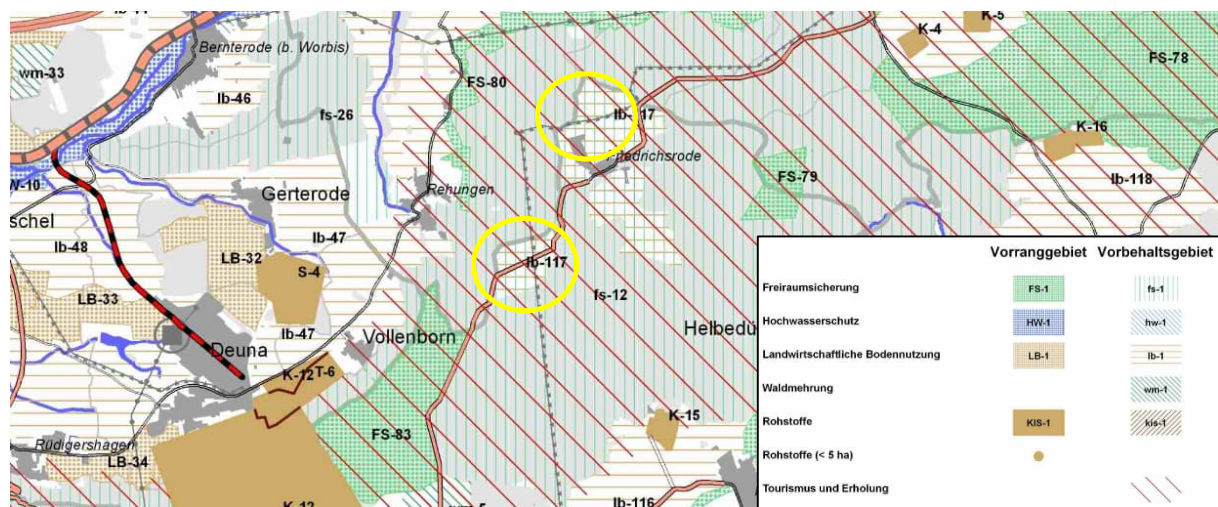 Bernterode (b. Worbis)
wm-33
lb-46
fs-26
FS-80
lb-117
Friedrichsrode
K-4
K-5
FS-78
K-16
lb-118
FS-79
W-10
schel
lb-48
Gerterode
Rehungen
lb-47
LB-32
S-4
LB-33
lb-47
lb-117
fs-12
Helbedü
Vollenborn
Deuna
K-12
T-6
FS-83
K-15
Rüdigershagen
LB-34
K-12
lb-116
Vorranggebiet Vorbehaltsgebiet
Freiraumsicherung FS-1 fs-1
Hochwasserschutz HW-1 hw-1
Landwirtschaftliche Bodennutzung LB-1 lb-1
Waldmehrung wm-1
Rohstoffe KIS-1 kis-1
Rohstoffe (< 5 ha)
Tourismus und Erholung